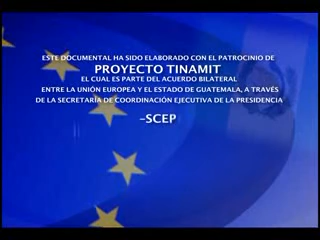 ESTE DOCUMENTAL HA SIDO ELABORADO CON EL PATROCINIO DE
PROYECTO TINAMIT
EL CUAL ES PARTE DEL ACUERDO BILATERAL
ENTRE LA UNIÓN EUROPEA Y EL ESTADO DE GUATEMALA, A TRAVÉS
DE LA SECRETARÍA DE COORDINACIÓN EJECUTIVA DE LA PRESIDENCIA
-SCEP